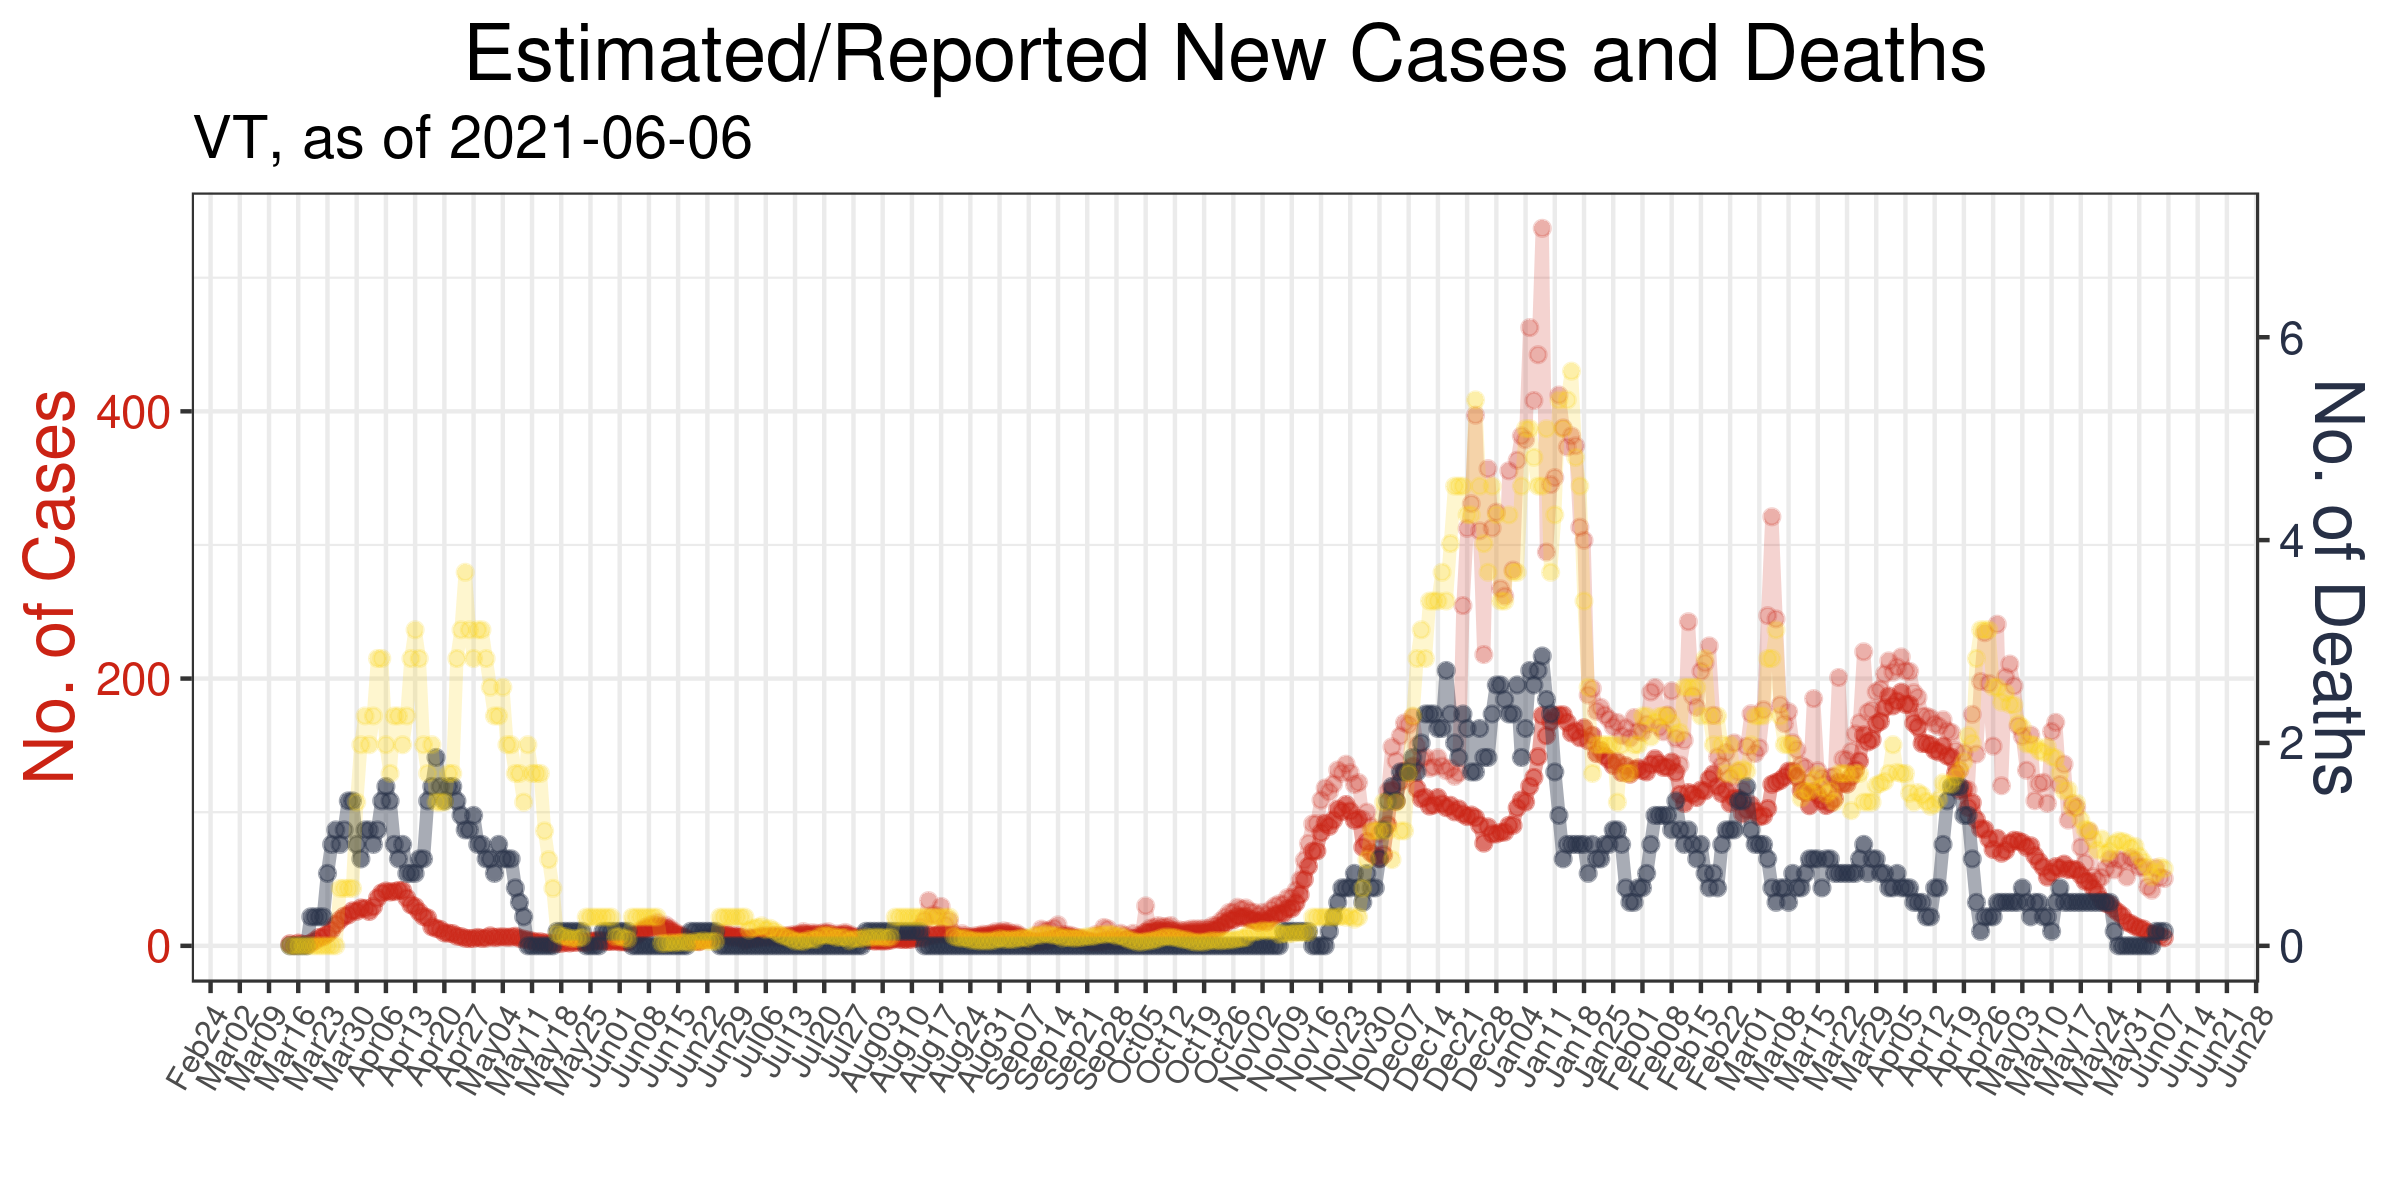 Estimated/Reported New Cases and Deaths
VT, as of 2021-06-06
No. of Cases
400
200
0
6
4
2
0
No. of Deaths
Feb24
Mar02
Mar09
Mar16
Mar23
Mar30
Apr06
Apr13
Apr20
Apr27
May04
May11
May18
May25
Jun01
Jun08
Jun15
Jun22
Jun29
Jul06
Jul13
Jul20
Jul27
Aug03
Aug10
Aug17
Aug24
Aug31
Sep07
Sep14
Sep21
Sep28
Oct05
Oct12
Oct19
Oct26
Nov02
Nov09
Nov16
Nov23
Nov30
Dec07
Dec14
Dec21
Dec28
Jan04
Jan11
Jan18
Jan25
Feb01
Feb08
Feb15
Feb22
Mar01
Mar08
Mar15
Mar22
Mar29
Apr05
Apr12
Apr19
Apr26
May03
May10
May17
May24
May31
Jun07
Jun14
Jun21
Jun28